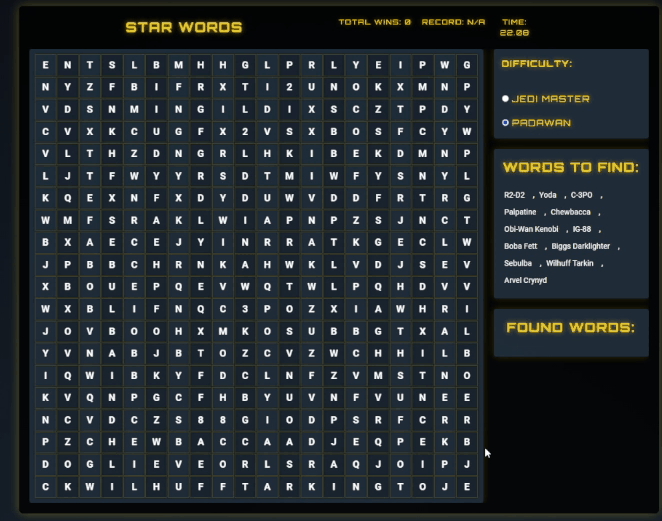 STAR WORDS
TOTAL WINS: 0 RECORD: N/A TIME:
22.08
E N T S L B M H H G L P R L Y E I P W G
N Y Z F B I F R X T I 2 U N O K X M N P
V D S N M I N G I L D I X S C Z T P D Y
C V X K C U G F X 2 V S X B O S F C Y W
V L T H Z D N G R L H K I B E K D M N P
L J T F W Y Y R S D T M I W F Y S N Y L
K Q E X N F X D Y D U W V D D F R T R G
W M F S R A K L W I A P N P Z S J N C T
B X A E C E J Y I N R R A T K G E C L W
J P B B C H R N K A H W K L V D J S E V
X B O U E P Q E V W Q T W L P Q H D V V
W X B L I F N Q C 3 P O Z X I A W H R I
J O V B O O H X M K O S U B B G T X A L
Y V N A B J B T O Z C V Z W C H H I L B
I Q W I B K Y F D C L N F Z V M S T N O
K V Q N P G C F H B Y U V N F V U N E E
N C V D C Z S 8 8 G I O D P S R F C R R
P Z C H E W B A C C A A D J E Q P E K B
D O G L I E V E O R L S R A Q J O I P J
C K W I L H U F F T A R K I N G T O J E
DIFFICULTY:
JEDI MASTER
PADAWAN
WORDS TO FIND:
R2-D2 , Yoda , C-3PO ,
Palpatine , Chewbacca ,
Obi-Wan Kenobi , IG-88 ,
Boba Fett , Biggs Darklighter ,
Sebulba , Wilhuff Tarkin ,
Arvel Crynyd
FOUND WORDS: